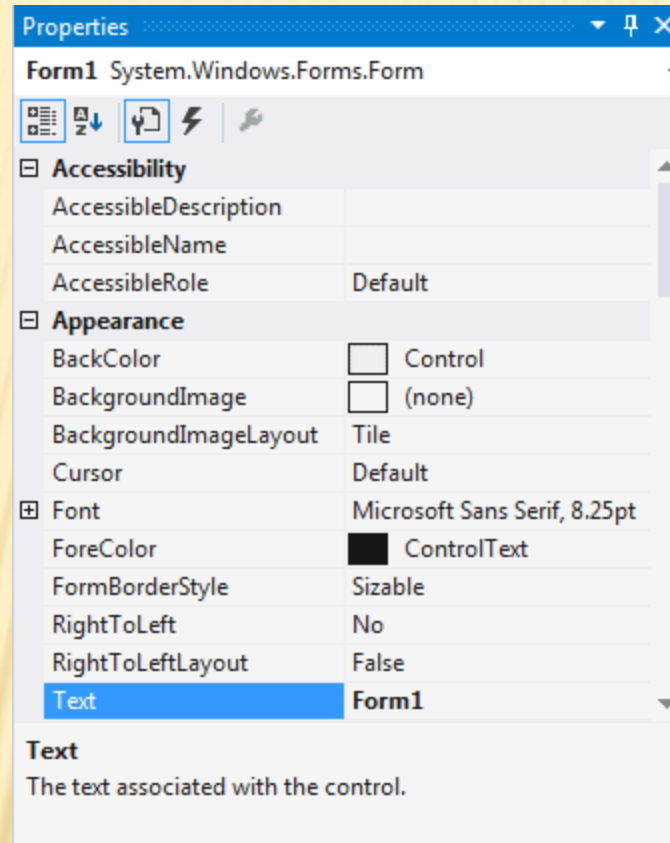 Properties
Form1 System.Windows.Forms.Form
A Z
Accessibility
AccessibleDescription
AccessibleName
AccessibleRole Default
Appearance
BackColor Control
BackgroundImage (none)
BackgroundImageLayout Tile
Cursor Default
Font Microsoft Sans Serif, 8.25pt
ForeColor ControlText
FormBorderStyle Sizable
RightToLeft No
RightToLeftLayout False
Text Form1
Text
The text associated with the control.